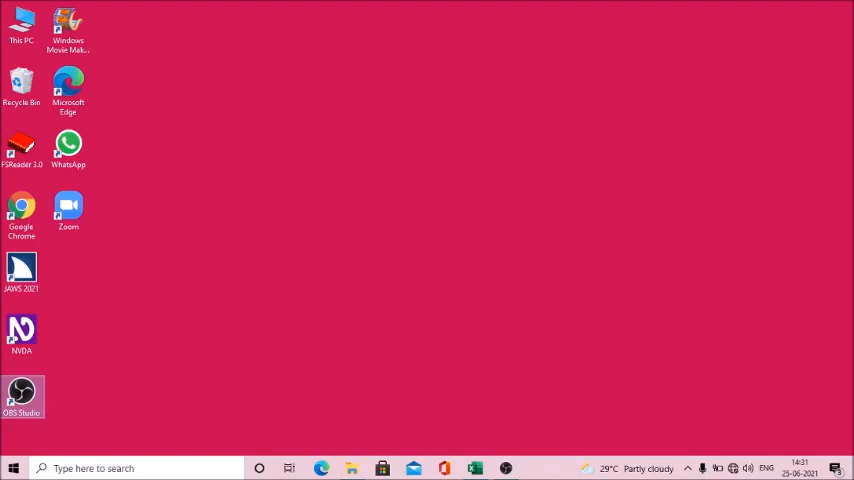 This PC
Windows
Movie Mak...
Recycle Bin
Microsoft
Edge
FSReader 3.0
WhatsApp
Google
Chrome
Zoom
JAWS 2021
NVDA
OBS Studio
Type here to search
29°C Partly cloudy
ENG
14:31
25-06-2021
3